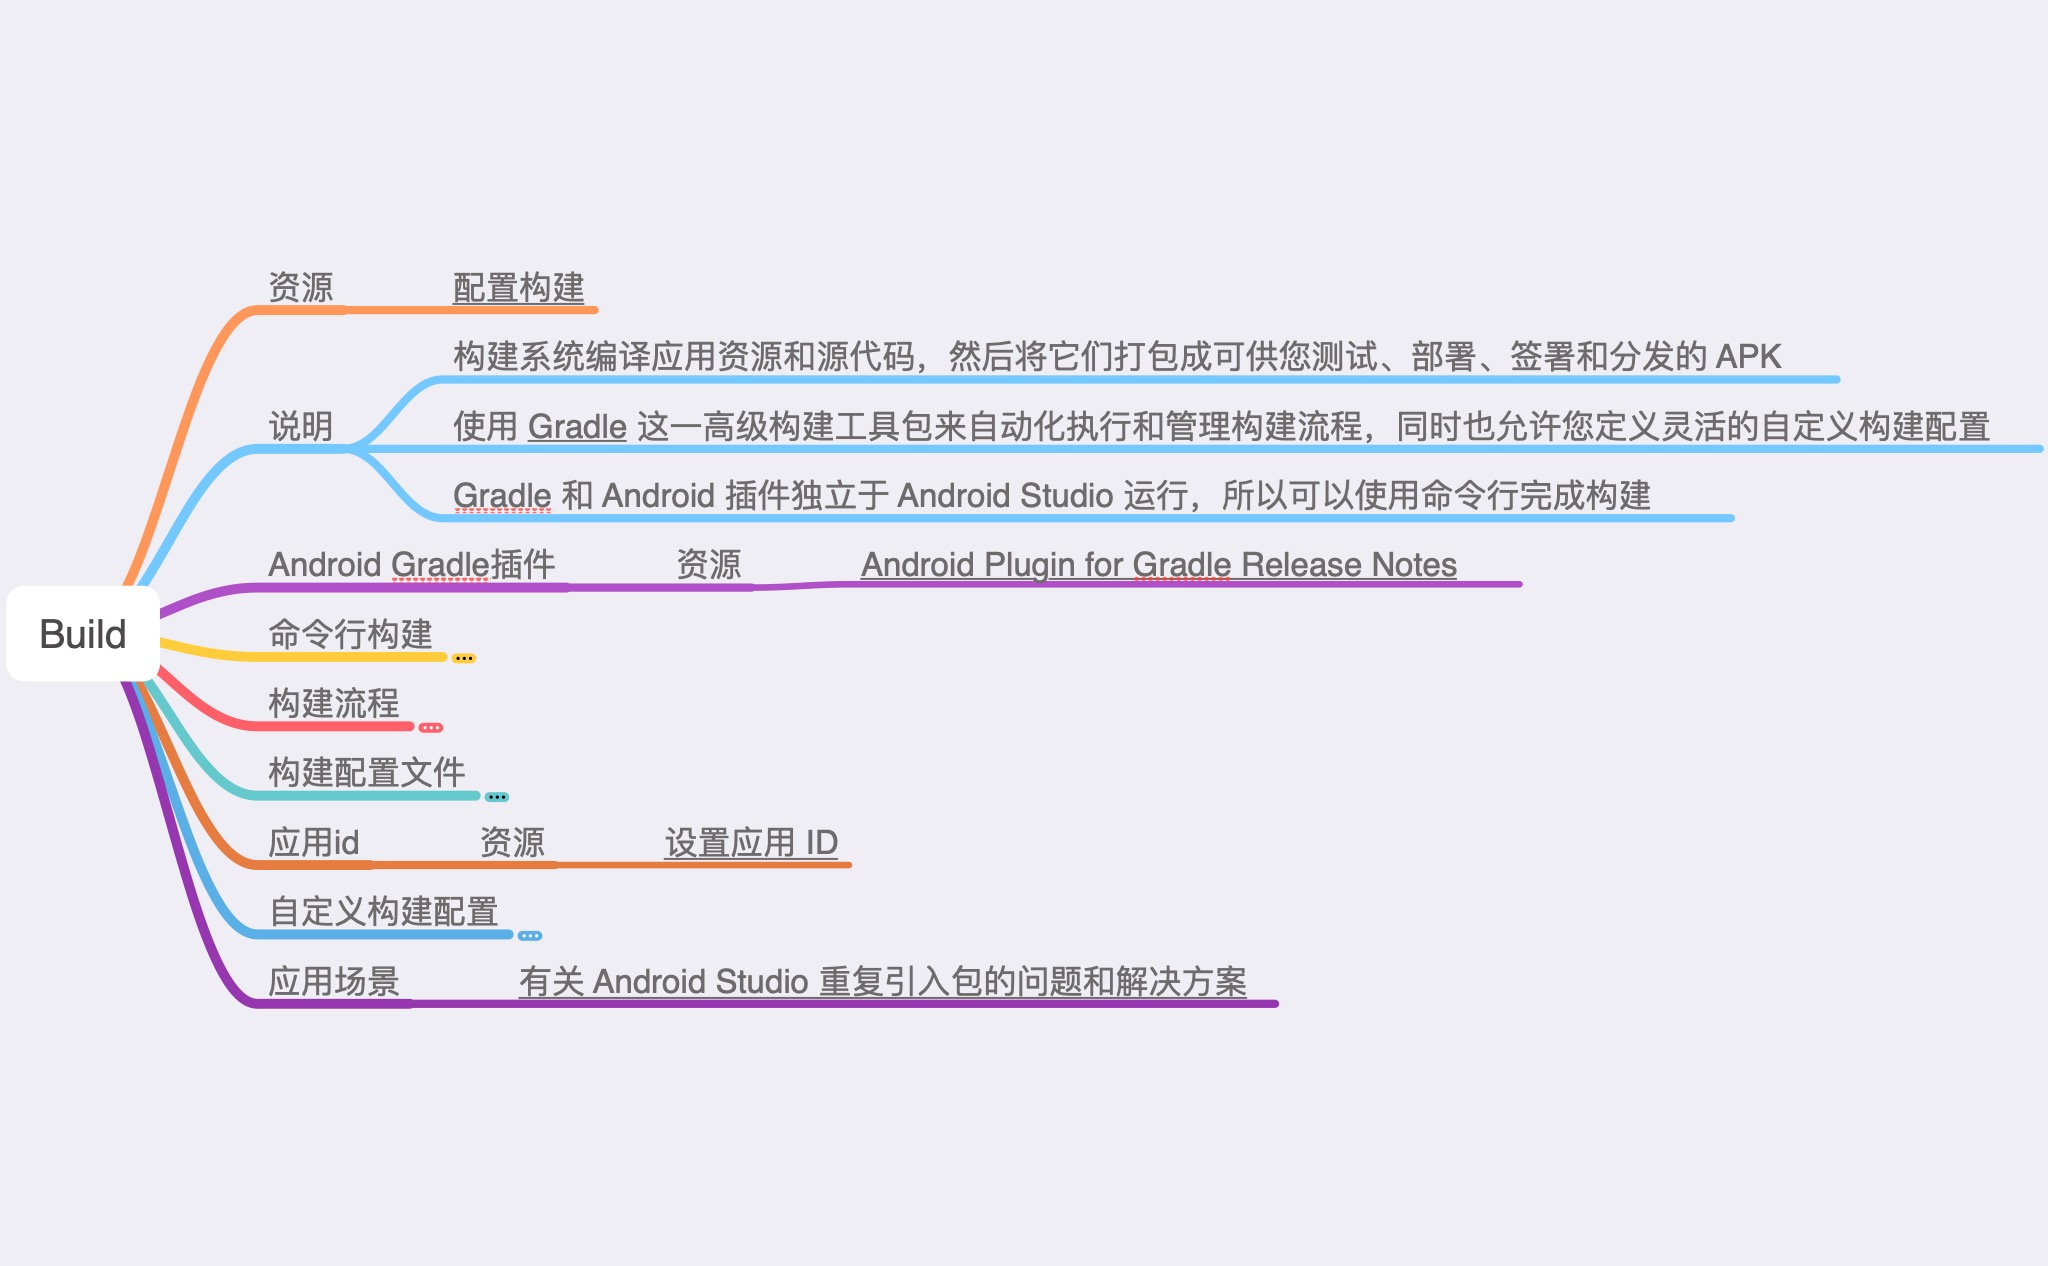 资源
配置构建
构建系统编译应用资源和源代码，然后将它们打包成可供您测试、部署、签署和分发的 APK
说明
使用 Gradle 这一高级构建工具包来自动化执行和管理构建流程，同时也允许您定义灵活的自定义构建配置
Gradle 和 Android 插件独立于 Android Studio 运行，所以可以使用命令行完成构建
Android Gradle插件
资源
Android Plugin for Gradle Release Notes
Build
命令行构建
构建流程
构建配置文件
应用id
资源
设置应用 ID
自定义构建配置
应用场景
有关 Android Studio 重复引入包的问题和解决方案